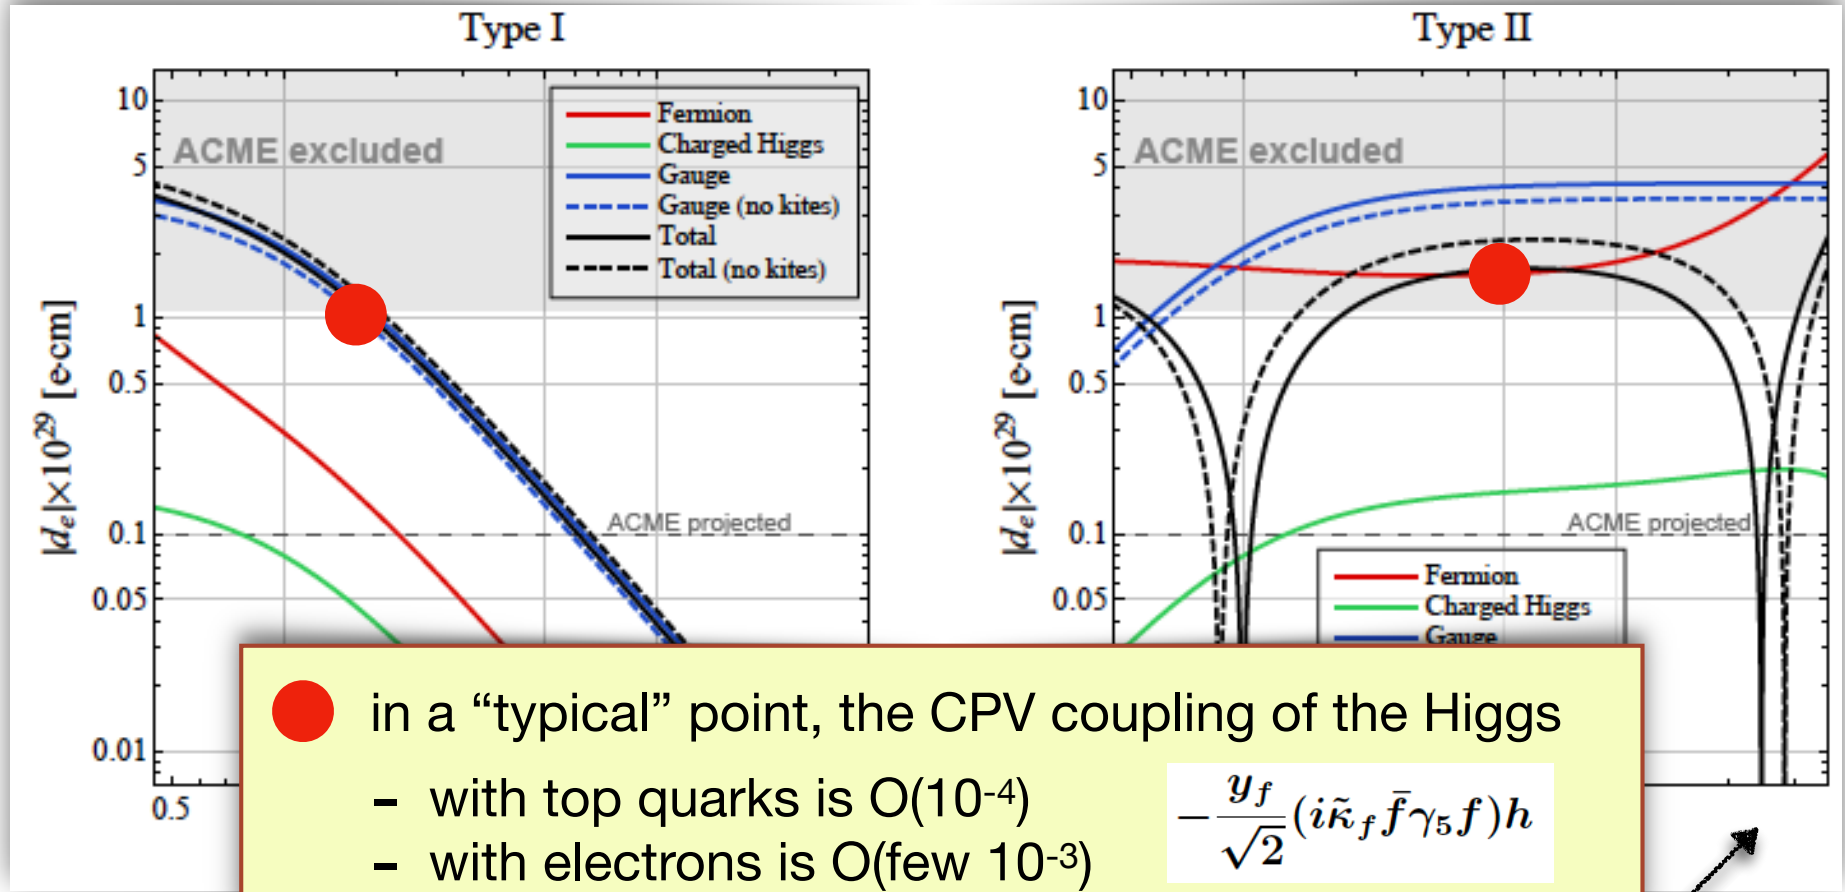 Type I
10
5
1
0.5
0.1
0.05
0.01
0.5
|d_e|×10^29 [e·cm]
ACME excluded
Fermion
Charged Higgs
Gauge
Gauge (no kites)
Total
Total (no kites)
ACME projected
Type II
10
5
1
0.5
0.1
0.05
|d_e|×10^29 [e·cm]
ACME excluded
ACME projected
Fermion
Charged Higgs
Gauge
in a “typical” point, the CPV coupling of the Higgs
- with top quarks is O(10^-4)
- with electrons is O(few 10^-3)
-\frac{y_f}{\sqrt{2}}(i\tilde{κ}_f \bar{f}γ_5 f)h